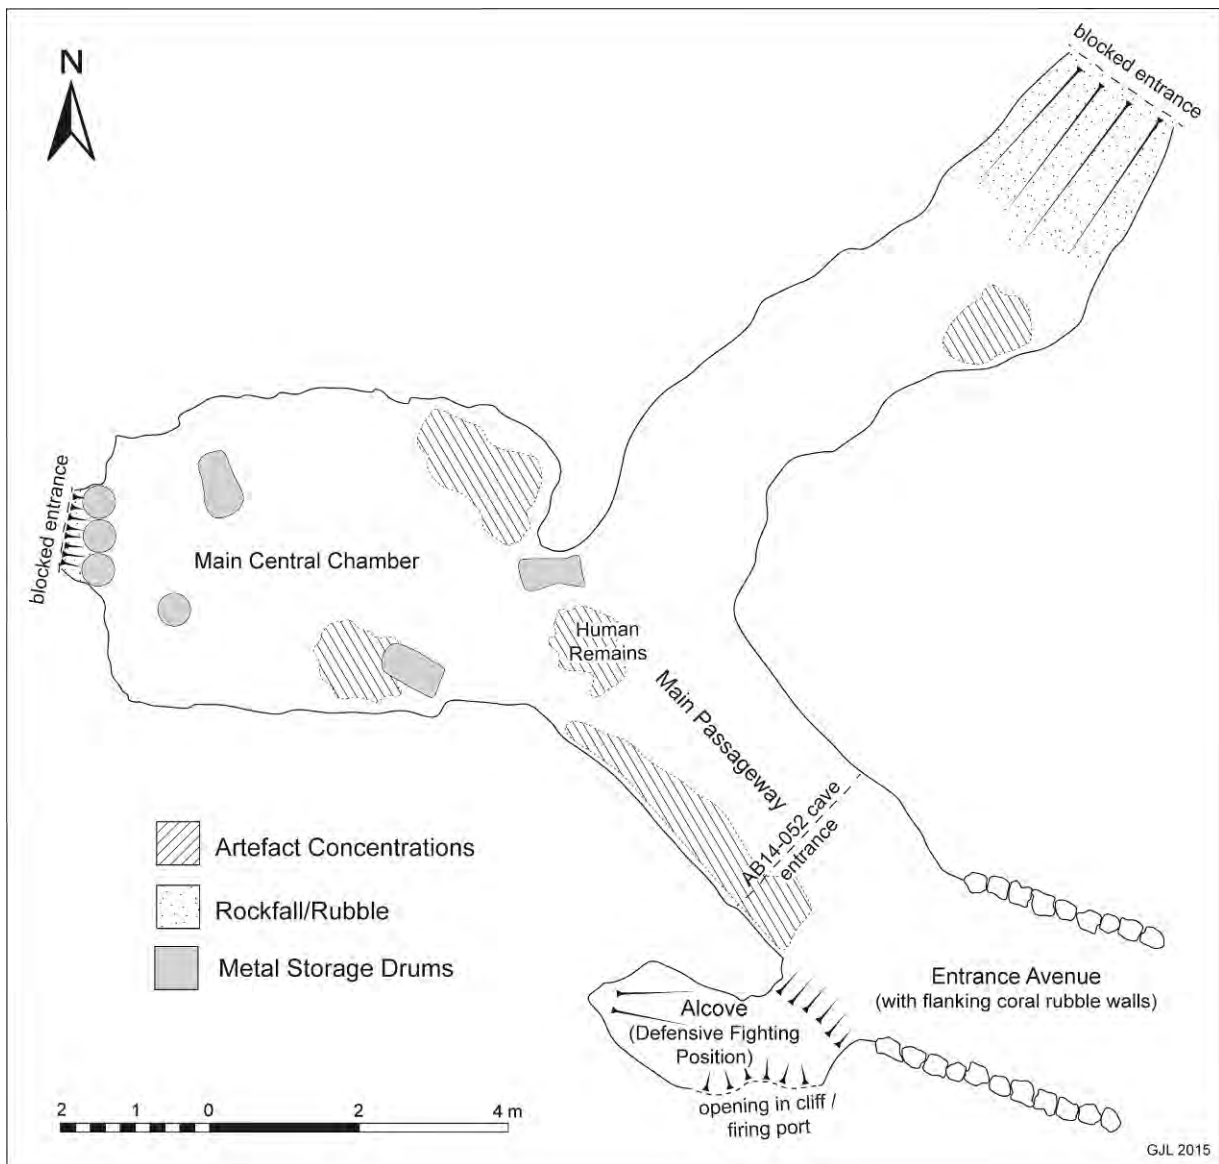 N
blocked entrance
blocked entrance
Main Central Chamber
Human
Remains
Main Passageway
AB14-052 cave
entrance
Artefact Concentrations
Rockfall/Rubble
Metal Storage Drums
Entrance Avenue
(with flanking coral rubble walls)
Alcove
(Defensive Fighting
Position)
opening in cliff /
firing port
2 1 0 2 4 m
GJL 2015